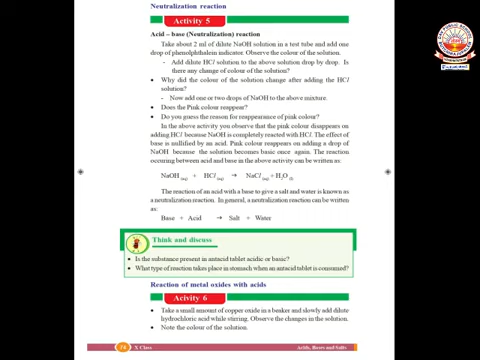 Neutralization reaction
Activity 5
Acid – base (Neutralization) reaction
Take about 2 ml of dilute NaOH solution in a test tube and add one
drop of phenolphthalein indicator. Observe the colour of the solution.
- Add dilute HCl solution to the above solution drop by drop. Is
there any change of colour of the solution?
• Why did the colour of the solution change after adding the HCl
solution?
- Now add one or two drops of NaOH to the above mixture.
• Does the Pink colour reappear?
• Do you guess the reason for reappearance of pink colour?
In the above activity you observe that the pink colour disappears on
adding HCl because NaOH is completely reacted with HCl. The effect of
base is nullified by an acid. Pink colour reappears on adding a drop of
NaOH because the solution becomes basic once again. The reaction
occuring between acid and base in the above activity can be written as:
NaOH (aq) + HCl (aq) → NaCl (aq) + H2O (l)
The reaction of an acid with a base to give a salt and water is known as
a neutralization reaction. In general, a neutralization reaction can be written
as:
Base + Acid → Salt + Water
Think and discuss
• Is the substance present in antacid tablet acidic or basic?
• What type of reaction takes place in stomach when an antacid tablet is consumed?
Reaction of metal oxides with acids
Acivity 6
• Take a small amount of copper oxide in a beaker and slowly add dilute
hydrochloric acid while stirring. Observe the changes in the solution.
• Note the colour of the solution.
74 X Class Acids, Bases and Salts